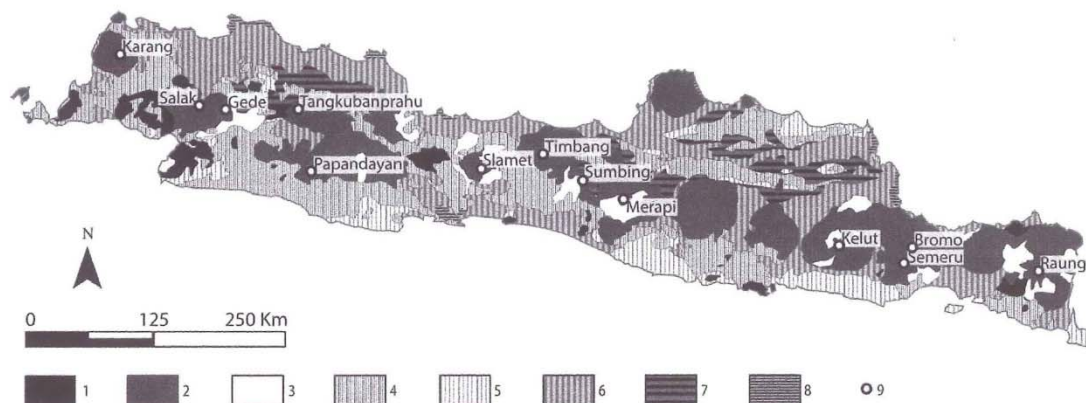 Karang
Salak
Gede
Tangkubanprahu
Papandayan
Slamet
Timbang
Sumbing
Merapi
Kelut
Bromo
Semeru
Raung
N
0 125 250 Km
1 2 3 4 5 6 7 8 9